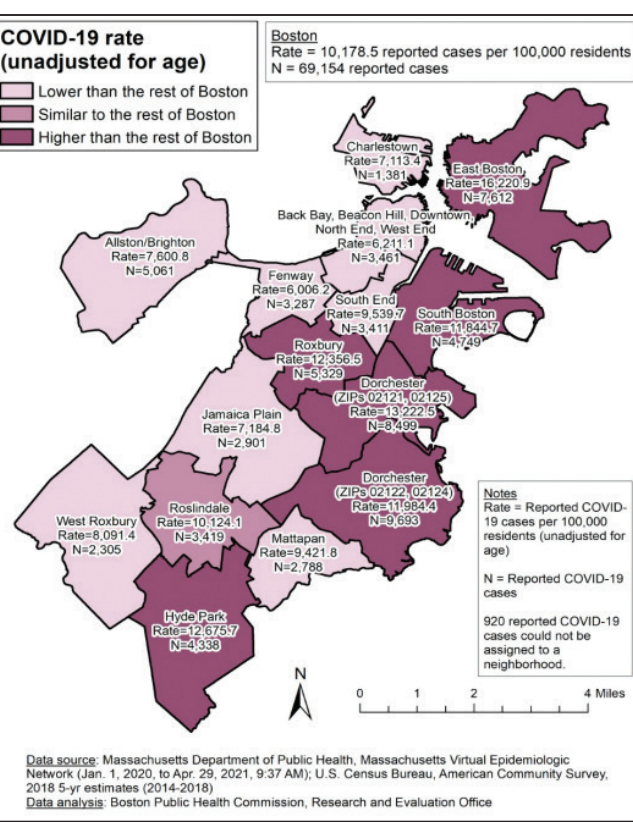 COVID-19 rate
(unadjusted for age)
Lower than the rest of Boston
Similar to the rest of Boston
Higher than the rest of Boston
Boston
Rate = 10,178.5 reported cases per 100,000 residents
N = 69,154 reported cases
Charlestown
Rate=7,113.4
N=1,381
East Boston
Rate=16,220.9
N=7,612
Back Bay, Beacon Hill, Downtown,
North End, West End
Rate=6,211.1
N=3,461
Allston/Brighton
Rate=7,600.8
N=5,061
Fenway
Rate=6,006.2
N=3,287
South End
Rate=9,539.7
N=3,411
South Boston
Rate=11,844.7
N=4,749
Roxbury
Rate=12,356.5
N=5,329
Dorchester
(ZIPs 02121, 02125)
Rate=13,222.5
N=8,499
Jamaica Plain
Rate=7,184.8
N=2,901
Dorchester
(ZIPs 02122, 02124)
Rate=11,984.4
N=9,693
West Roxbury
Rate=8,091.4
N=2,305
Roslindale
Rate=10,124.1
N=3,419
Mattapan
Rate=9,421.8
N=2,788
Hyde Park
Rate=12,675.7
N=4,338
Notes
Rate = Reported COVID-
19 cases per 100,000
residents (unadjusted for
age)
N = Reported COVID-19
cases
920 reported COVID-19
cases could not be
assigned to a
neighborhood.
N
0 1 2 4 Miles
Data source: Massachusetts Department of Public Health, Massachusetts Virtual Epidemiologic
Network (Jan. 1, 2020, to Apr. 29, 2021, 9:37 AM); U.S. Census Bureau, American Community Survey,
2018 5-yr estimates (2014-2018)
Data analysis: Boston Public Health Commission, Research and Evaluation Office